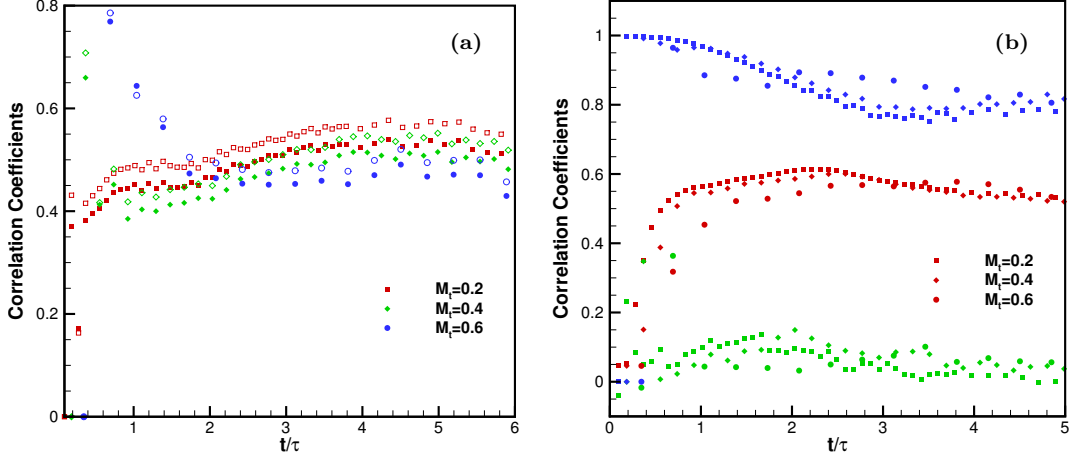 (a)
Correlation Coefficients
0.8
0.6
0.4
0.2
0
M_t=0.2
M_t=0.4
M_t=0.6
1
2
3
4
5
6
t/τ
(b)
Correlation Coefficients
1
0.8
0.6
0.4
0.2
0
M_t=0.2
M_t=0.4
M_t=0.6
0
1
2
3
4
5
t/τ